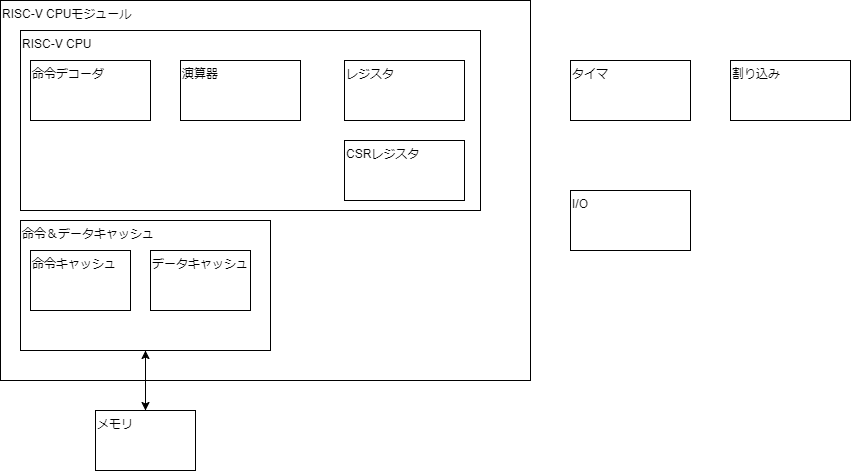 RISC-V CPUモジュール
RISC-V CPU
命令デコーダ
演算器
レジスタ
CSRレジスタ
命令＆データキャッシュ
命令キャッシュ
データキャッシュ
メモリ
タイマ
割り込み
I/O